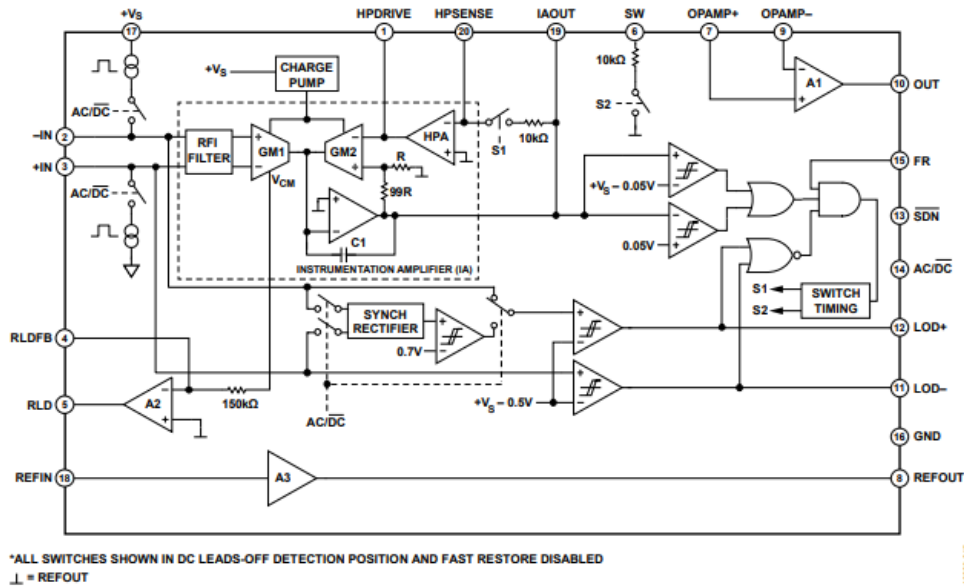 +VS
HPDRIVE
HPSENSE
IAOUT
SW
OPAMP+
OPAMP–
17
1
20
19
6
7
9
+VS
CHARGE
PUMP
10kΩ
S2
A1
10
OUT
AC/DC
–IN
2
RFI
FILTER
GM1
GM2
HPA
S1
10kΩ
+IN
3
VCM
R
99R
+VS – 0.05V
15
FR
AC/DC
C1
INSTRUMENTATION AMPLIFIER (IA)
0.05V
13
SDN
14
AC/DC
S1
S2
SWITCH
TIMING
SYNCH
RECTIFIER
0.7V
12
LOD+
RLDFB
4
150kΩ
A2
RLD
5
AC/DC
+VS – 0.5V
11
LOD–
16
GND
REFIN
18
A3
8
REFOUT
*ALL SWITCHES SHOWN IN DC LEADS-OFF DETECTION POSITION AND FAST RESTORE DISABLED
⊥ = REFOUT